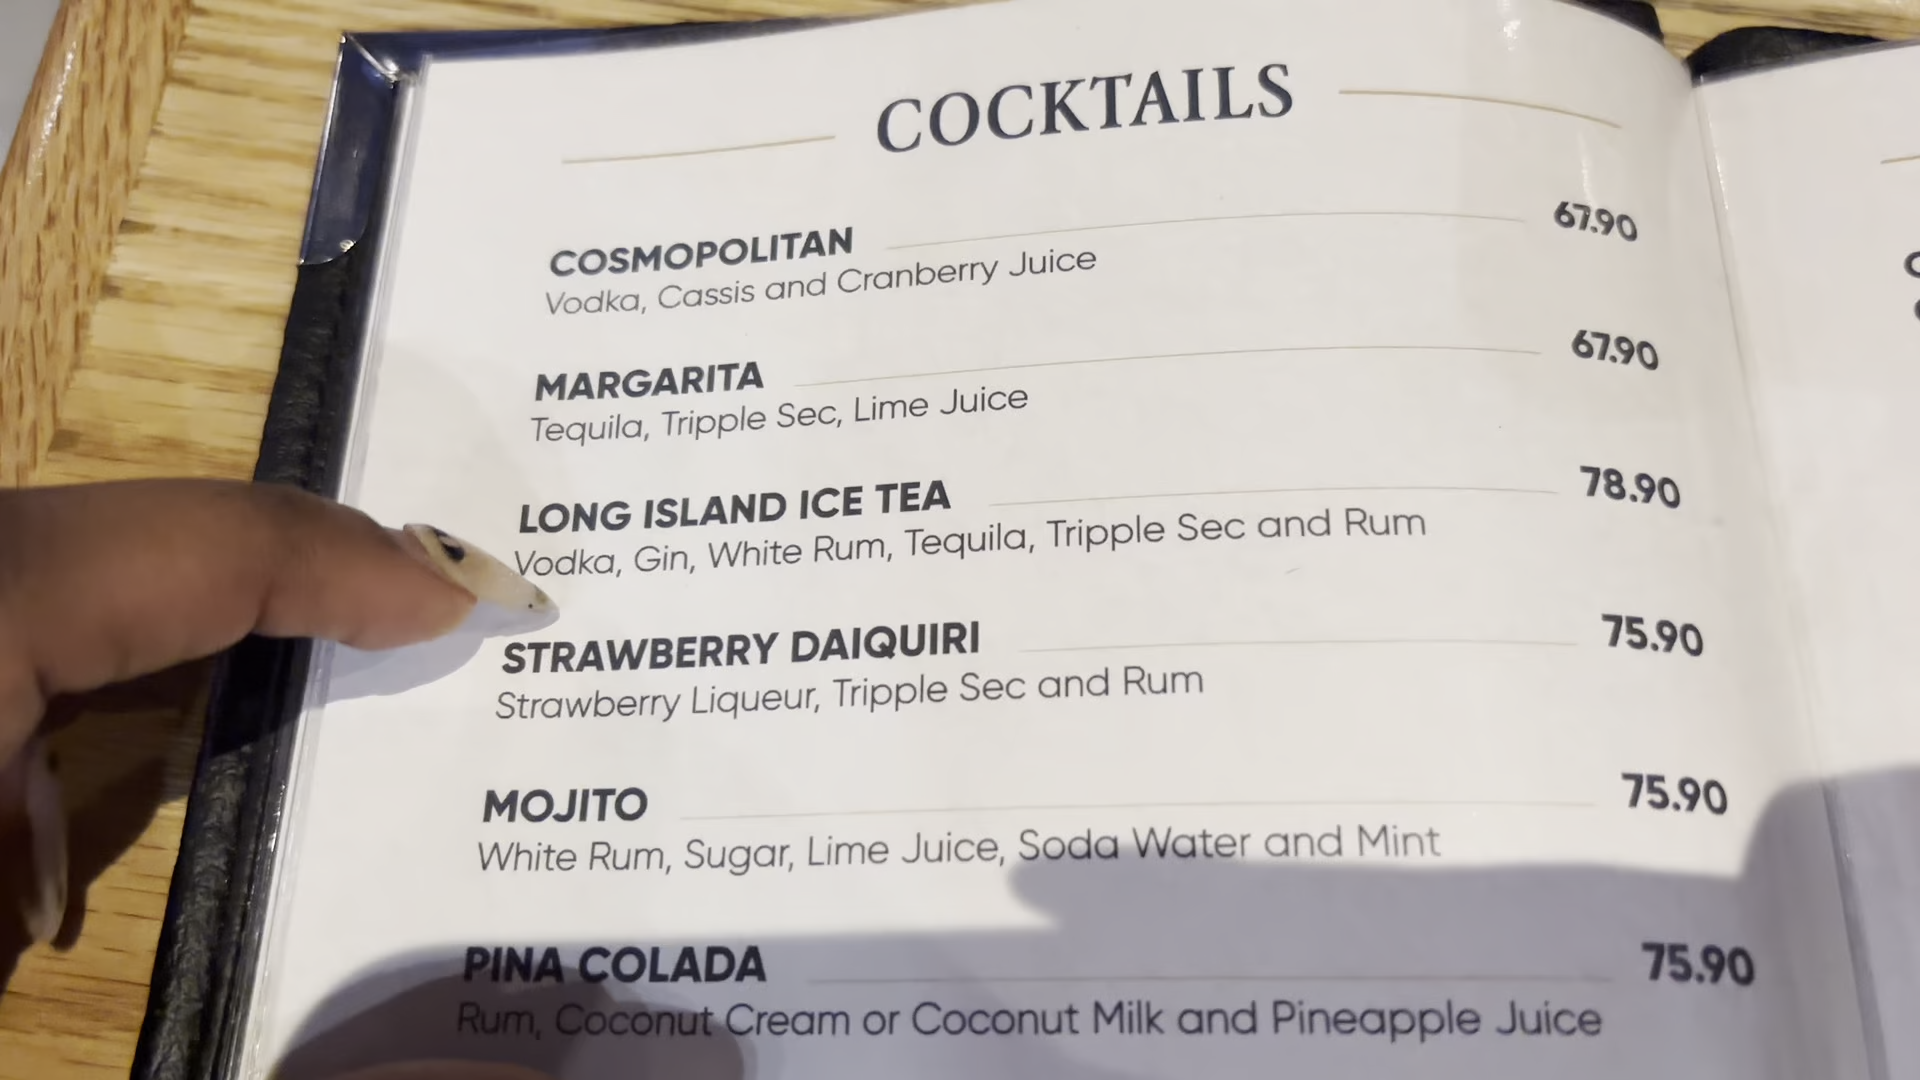 COCKTAILS
COSMOPOLITAN 67.90
Vodka, Cassis and Cranberry Juice
MARGARITA 67.90
Tequila, Tripple Sec, Lime Juice
LONG ISLAND ICE TEA 78.90
Vodka, Gin, White Rum, Tequila, Tripple Sec and Rum
STRAWBERRY DAIQUIRI 75.90
Strawberry Liqueur, Tripple Sec and Rum
MOJITO 75.90
White Rum, Sugar, Lime Juice, Soda Water and Mint
PINA COLADA 75.90
Rum, Coconut Cream or Coconut Milk and Pineapple Juice